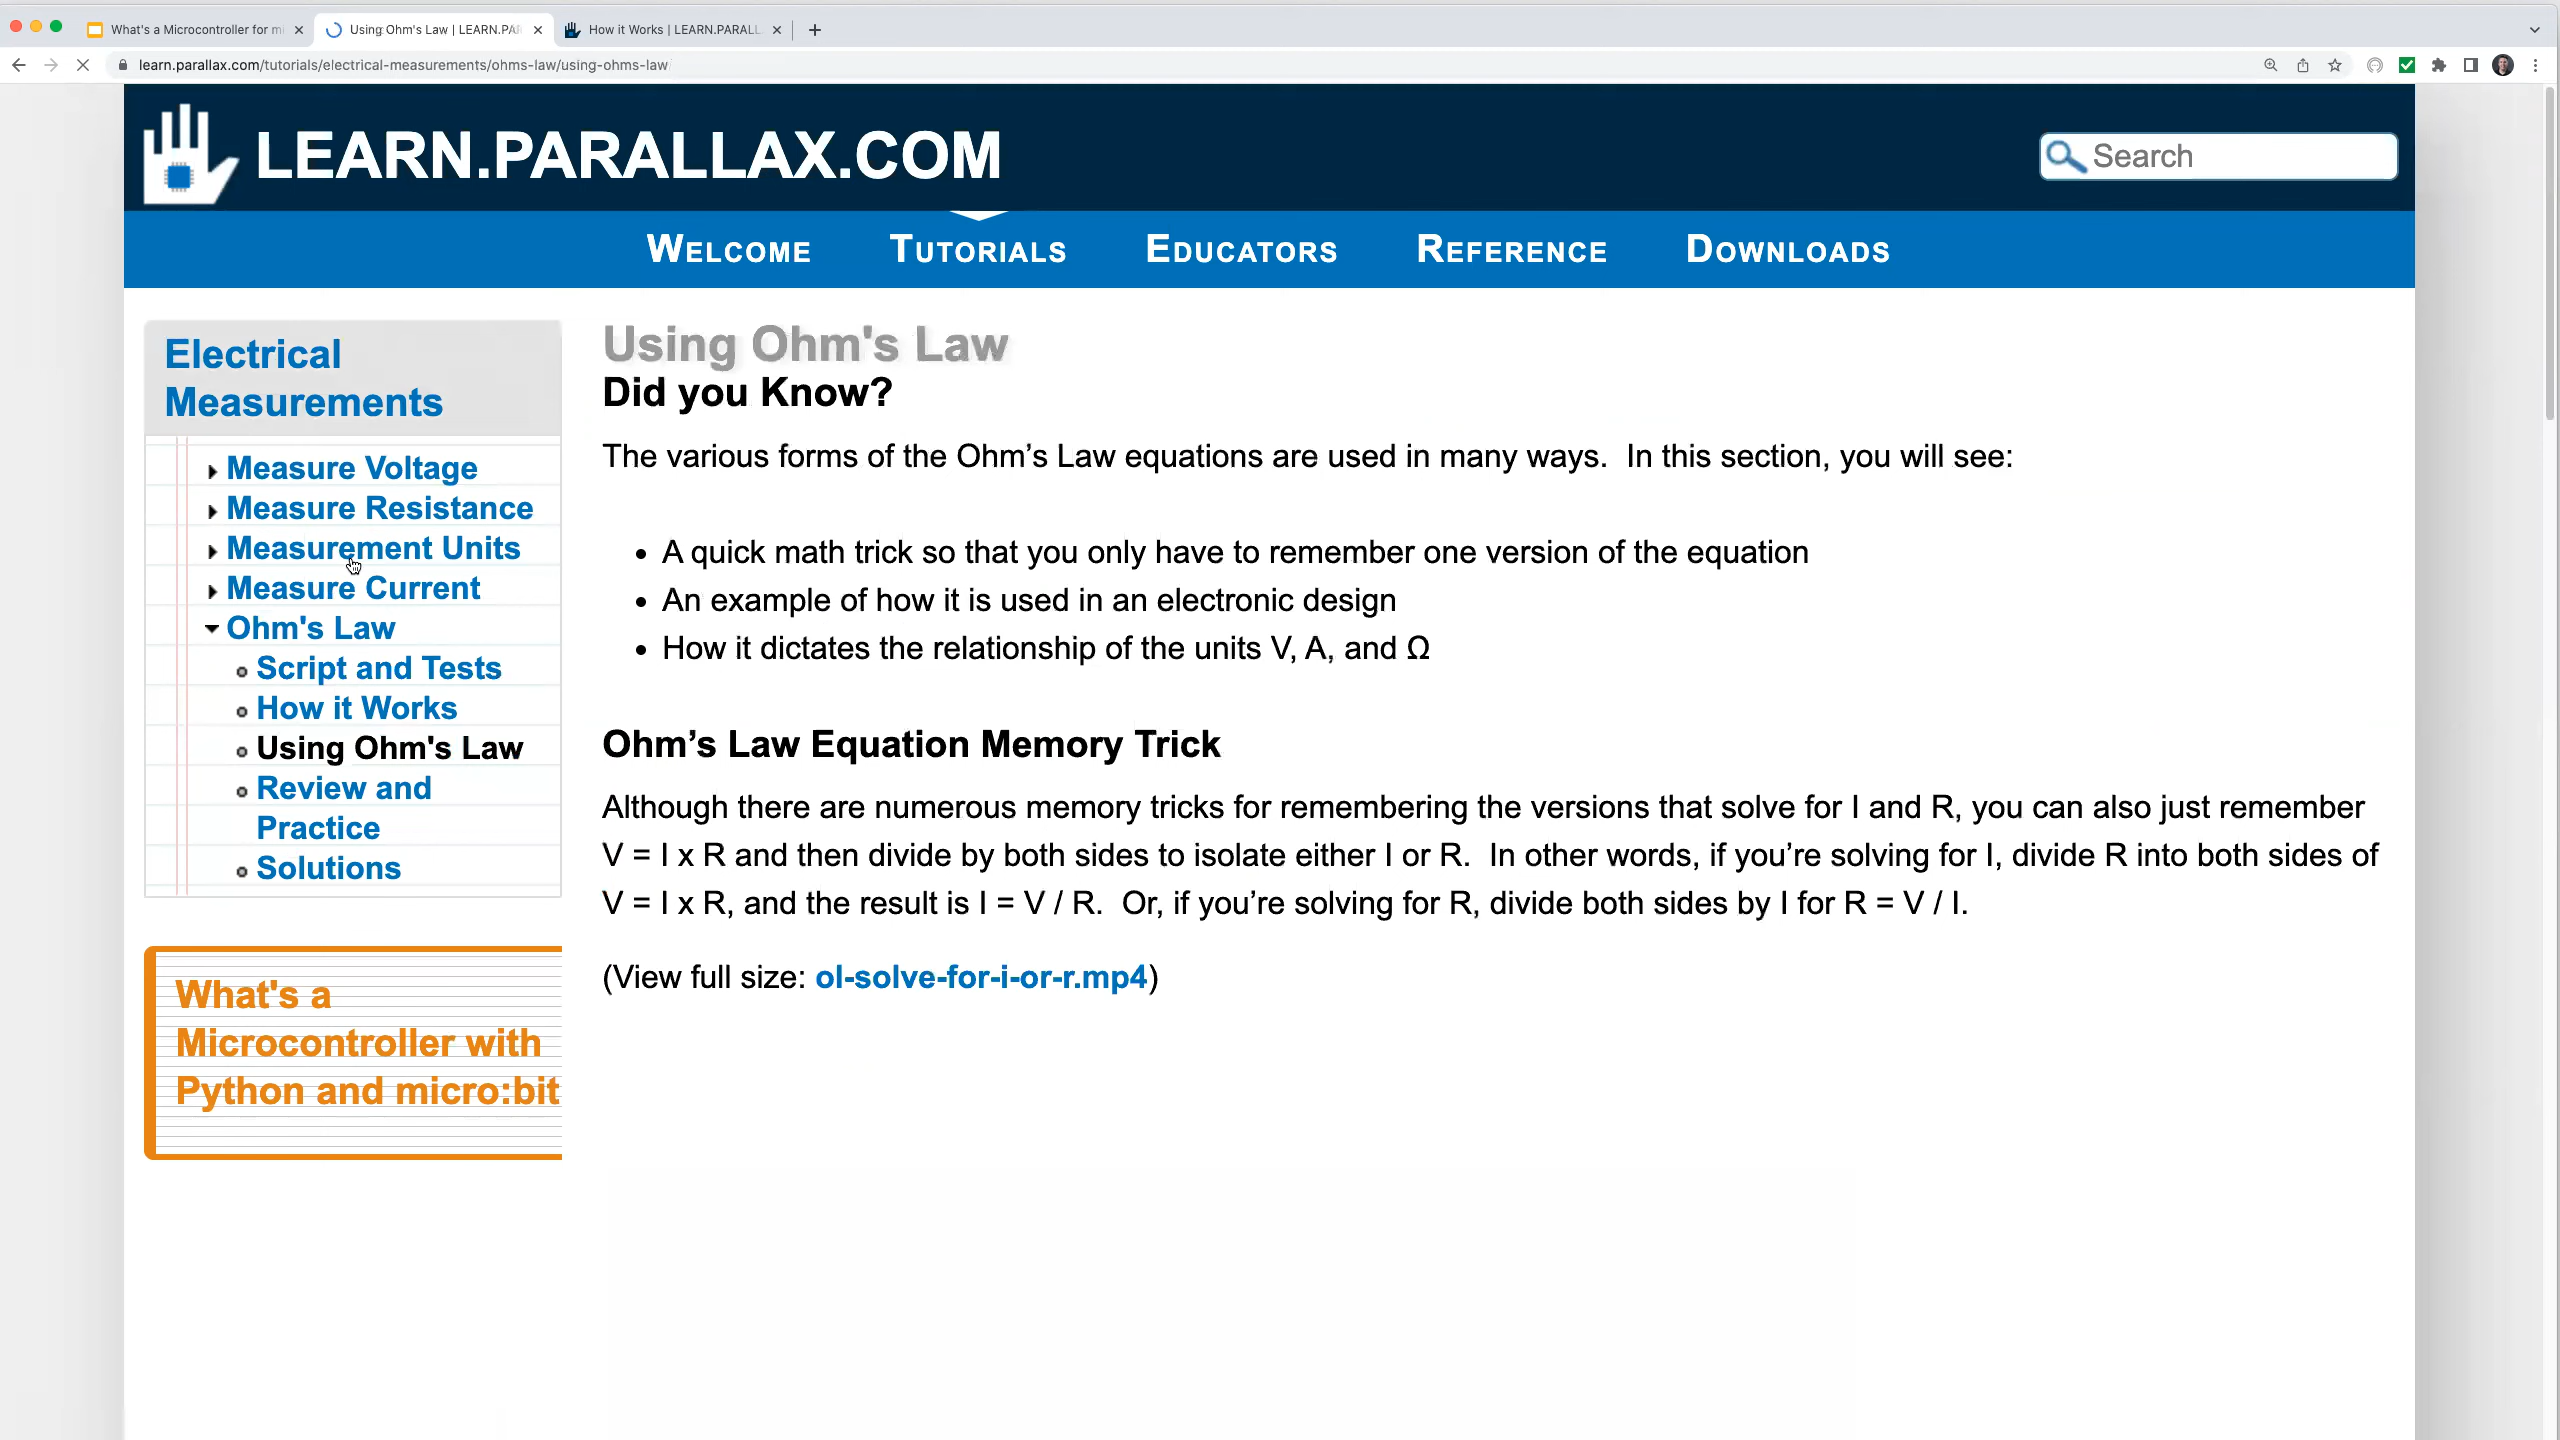 What's a Microcontroller for mi
Using Ohm's Law | LEARN.PAR
How it Works | LEARN.PARALL
learn.parallax.com/tutorials/electrical-measurements/ohms-law/using-ohms-law
LEARN.PARALLAX.COM
Search
WELCOME
TUTORIALS
EDUCATORS
REFERENCE
DOWNLOADS
Electrical
Measurements
Measure Voltage
Measure Resistance
Measurement Units
Measure Current
Ohm's Law
Script and Tests
How it Works
Using Ohm's Law
Review and
Practice
Solutions
What's a
Microcontroller with
Python and micro:bit
Using Ohm's Law
Did you Know?
The various forms of the Ohm’s Law equations are used in many ways.  In this section, you will see:
• A quick math trick so that you only have to remember one version of the equation
• An example of how it is used in an electronic design
• How it dictates the relationship of the units V, A, and Ω
Ohm’s Law Equation Memory Trick
Although there are numerous memory tricks for remembering the versions that solve for I and R, you can also just remember
V = I x R and then divide by both sides to isolate either I or R.  In other words, if you’re solving for I, divide R into both sides of
V = I x R, and the result is I = V / R.  Or, if you’re solving for R, divide both sides by I for R = V / I.
(View full size: ol-solve-for-i-or-r.mp4)